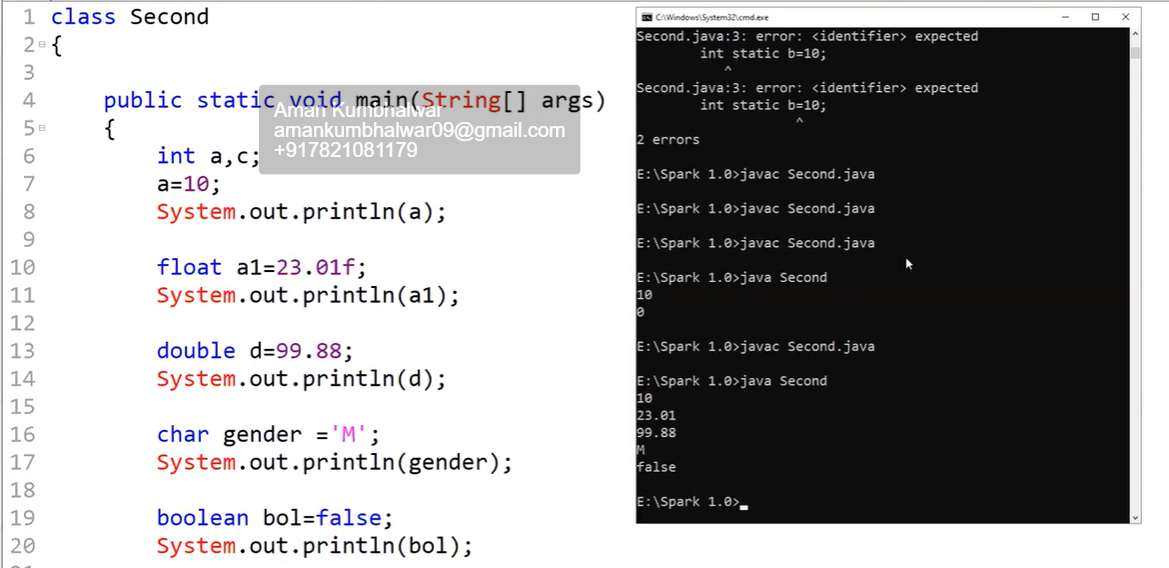 1 class Second
2 {
3
4 public static void main(String[] args)
5 {
6 int a,c;
7 a=10;
8 System.out.println(a);
9
10 float a1=23.01f;
11 System.out.println(a1);
12
13 double d=99.88;
14 System.out.println(d);
15
16 char gender ='M';
17 System.out.println(gender);
18
19 boolean bol=false;
20 System.out.println(bol);
Aman Kumbhalwar
amankumbhalwar09@gmail.com
+917821081179
C:\Windows\System32\cmd.exe
Second.java:3: error: <identifier> expected
int static b=10;
^
Second.java:3: error: <identifier> expected
int static b=10;
^
2 errors
E:\Spark 1.0>javac Second.java
E:\Spark 1.0>javac Second.java
E:\Spark 1.0>javac Second.java
E:\Spark 1.0>java Second
10
0
E:\Spark 1.0>javac Second.java
E:\Spark 1.0>java Second
10
23.01
99.88
M
false
E:\Spark 1.0>